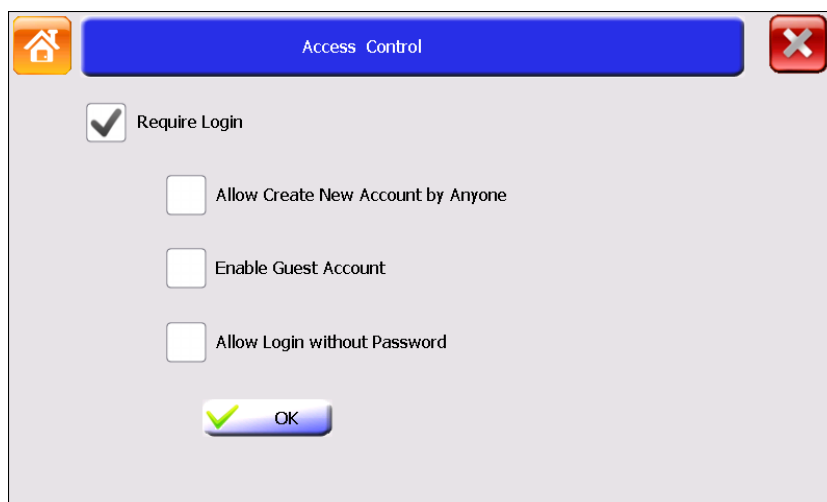 Access Control
Require Login
Allow Create New Account by Anyone
Enable Guest Account
Allow Login without Password
OK